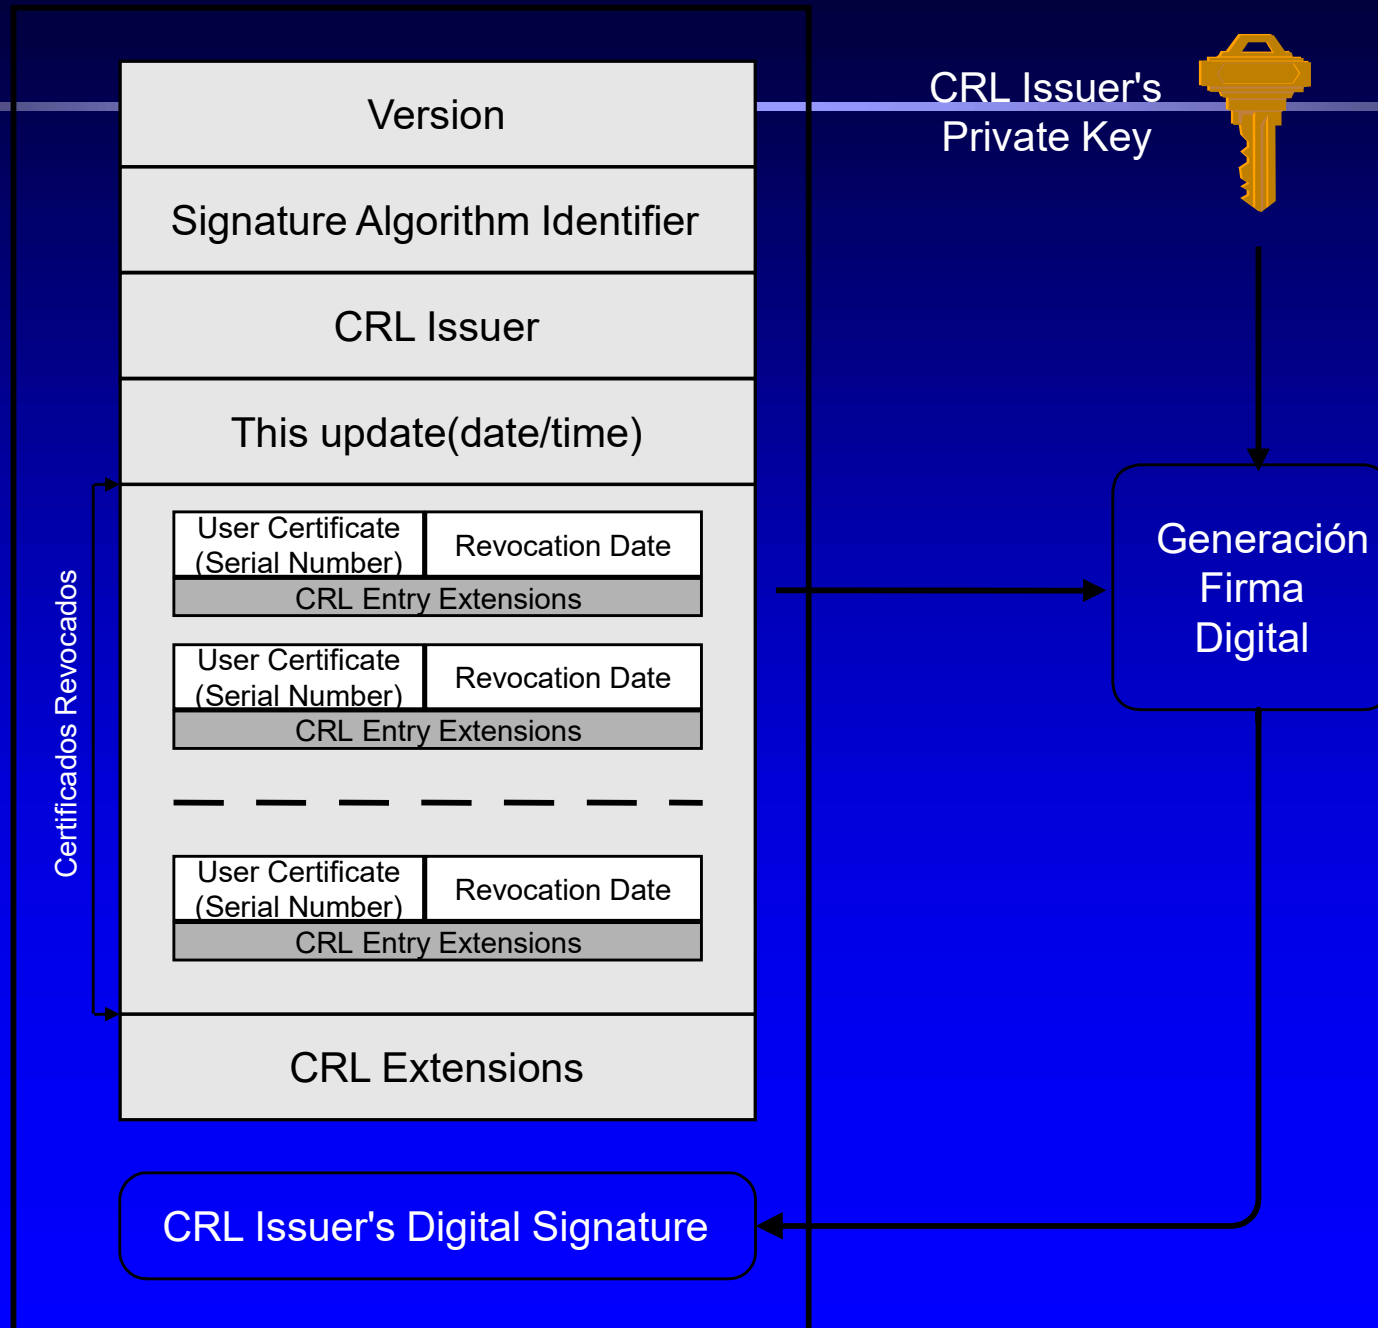 Version
Signature Algorithm Identifier
CRL Issuer
This update(date/time)
Certificados Revocados
User Certificate
(Serial Number)
Revocation Date
CRL Entry Extensions
User Certificate
(Serial Number)
Revocation Date
CRL Entry Extensions
User Certificate
(Serial Number)
Revocation Date
CRL Entry Extensions
CRL Extensions
CRL Issuer's Digital Signature
CRL Issuer's
Private Key
Generación
Firma
Digital